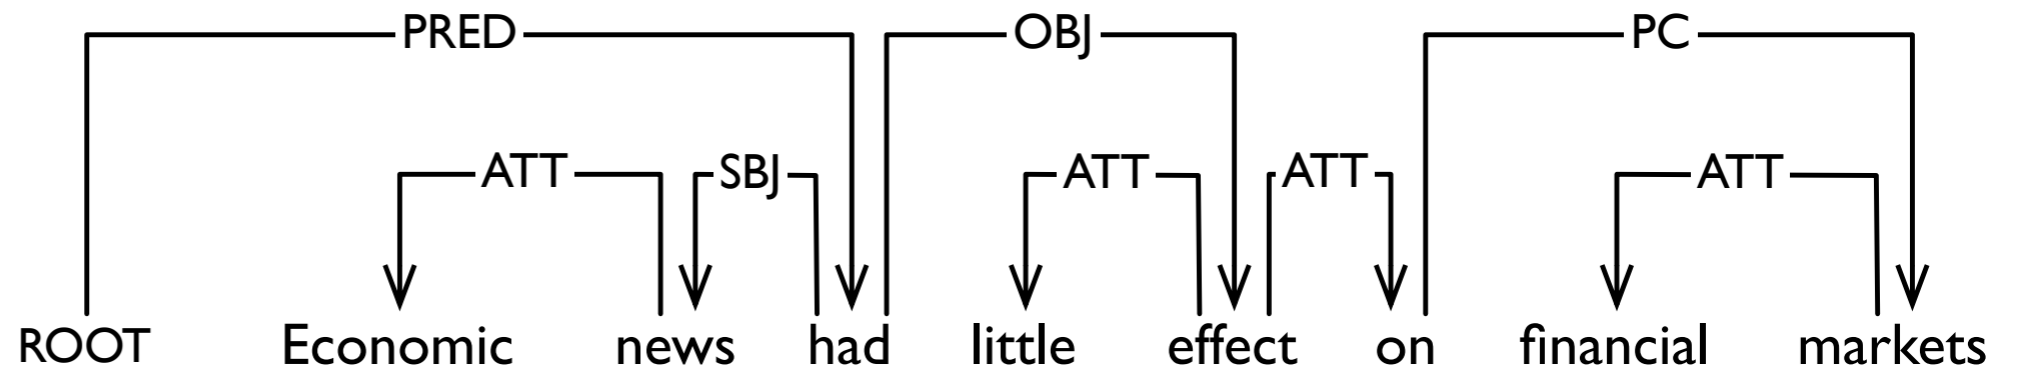 PRED OBJ PC
ATT SBJ ATT ATT ATT
ROOT Economic news had little effect on financial markets